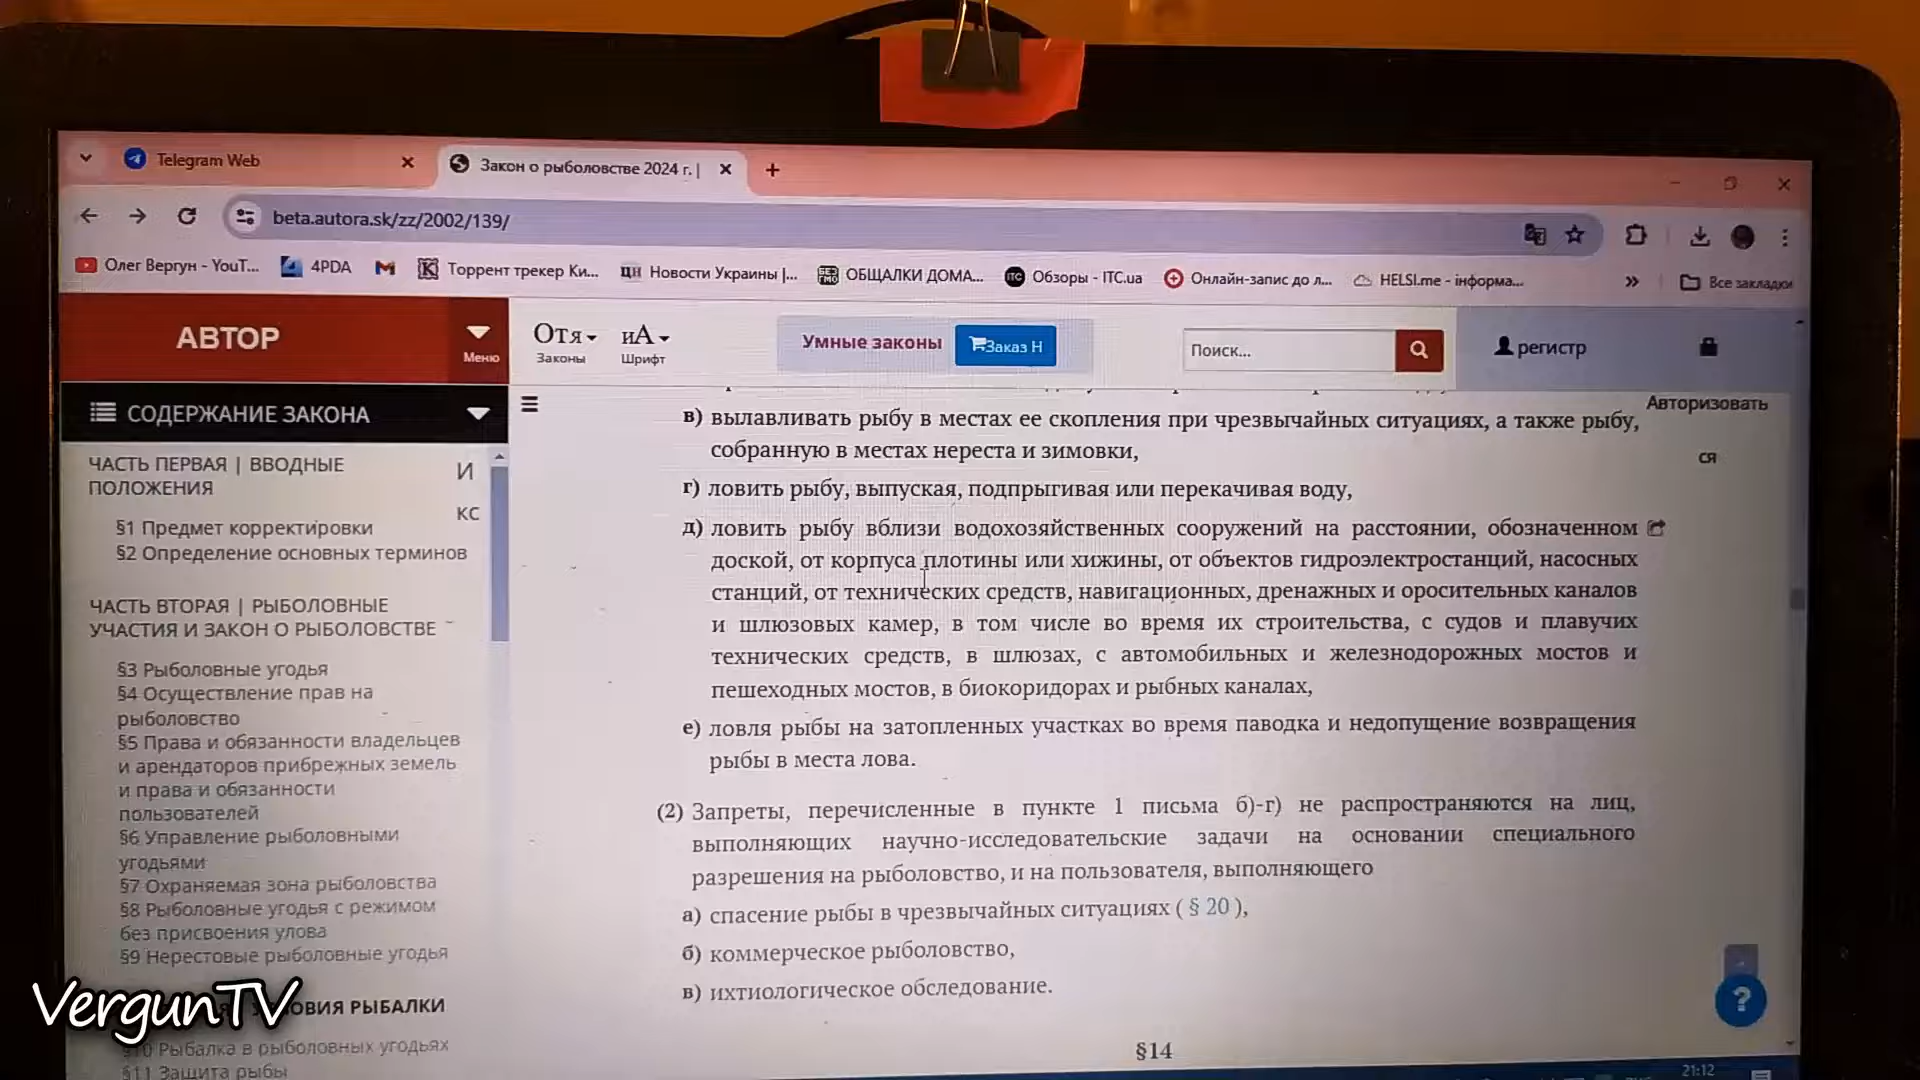 Telegram Web
Закон о рыболовстве 2024 г. |
beta.autora.sk/zz/2002/139/
Олег Вергун - YouT...
4PDA
Торрент трекер Ки...
Новости Украины |...
ОБЩАЛКИ ДОМА...
Обзоры - ITC.ua
Онлайн-запис до л...
HELSI.me - інформа...
Все закладки
АВТОР
Меню
Отя
Законы
иА
Шрифт
Умные законы
Заказ Н
Поиск...
регистр
Авторизовать
ся
СОДЕРЖАНИЕ ЗАКОНА
ЧАСТЬ ПЕРВАЯ | ВВОДНЫЕ
ПОЛОЖЕНИЯ
И
кс
§1 Предмет корректировки
§2 Определение основных терминов
ЧАСТЬ ВТОРАЯ | РЫБОЛОВНЫЕ
УЧАСТИЯ И ЗАКОН О РЫБОЛОВСТВЕ
§3 Рыболовные угодья
§4 Осуществление прав на
рыболовство
§5 Права и обязанности владельцев
и арендаторов прибрежных земель
и права и обязанности
пользователей
§6 Управление рыболовными
угодьями
§7 Охраняемая зона рыболовства
§8 Рыболовные угодья с режимом
без присвоения улова
§9 Нерестовые рыболовные угодья
ОВИЯ РЫБАЛКИ
§10 Рыбалка в рыболовных угодьях
§11 Защита рыбы
в) вылавливать рыбу в местах ее скопления при чрезвычайных ситуациях, а также рыбу,
собранную в местах нереста и зимовки,
г) ловить рыбу, выпуская, подпрыгивая или перекачивая воду,
д) ловить рыбу вблизи водохозяйственных сооружений на расстоянии, обозначенном
доской, от корпуса плотины или хижины, от объектов гидроэлектростанций, насосных
станций, от технических средств, навигационных, дренажных и оросительных каналов
и шлюзовых камер, в том числе во время их строительства, с судов и плавучих
технических средств, в шлюзах, с автомобильных и железнодорожных мостов и
пешеходных мостов, в биокоридорах и рыбных каналах,
е) ловля рыбы на затопленных участках во время паводка и недопущение возвращения
рыбы в места лова.
(2) Запреты, перечисленные в пункте 1 письма б)-г) не распространяются на лиц,
выполняющих научно-исследовательские задачи на основании специального
разрешения на рыболовство, и на пользователя, выполняющего
а) спасение рыбы в чрезвычайных ситуациях ( § 20 ),
б) коммерческое рыболовство,
в) ихтиологическое обследование.
§14
21:12
VergunTV